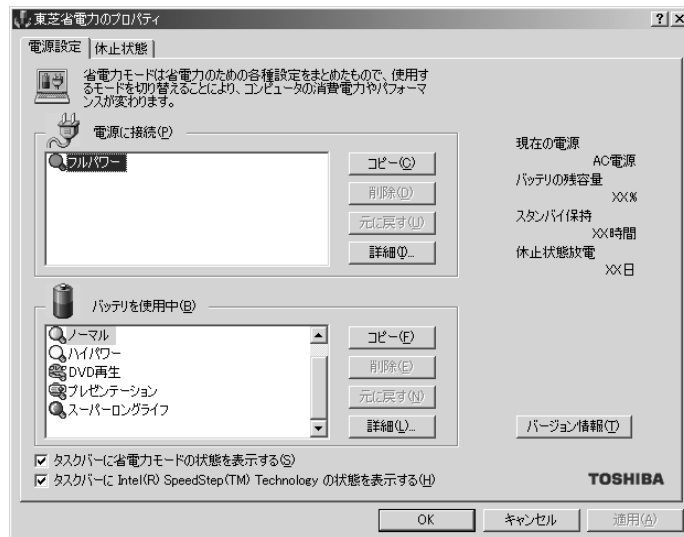 東芝省電力のプロパティ
電源設定 休止状態
省電力モードは省電力のための各種設定をまとめたもので、使用す
るモードを切り替えることにより、コンピュータの消費電力やパフォーマ
ンスが変わります。
電源に接続(P)
フルパワー
コピー(C)
削除(D)
元に戻す(U)
詳細(I)...
現在の電源
AC電源
バッテリの残容量
XX%
スタンバイ保持
XX時間
休止状態放電
XX日
バッテリを使用中(B)
ノーマル
ハイパワー
DVD再生
プレゼンテーション
スーパーロングライフ
コピー(F)
削除(E)
元に戻す(N)
詳細(L)...
バージョン情報(T)
タスクバーに省電力モードの状態を表示する(S)
タスクバーに Intel(R) SpeedStep(TM) Technology の状態を表示する(H)
TOSHIBA
OK キャンセル 適用(A)